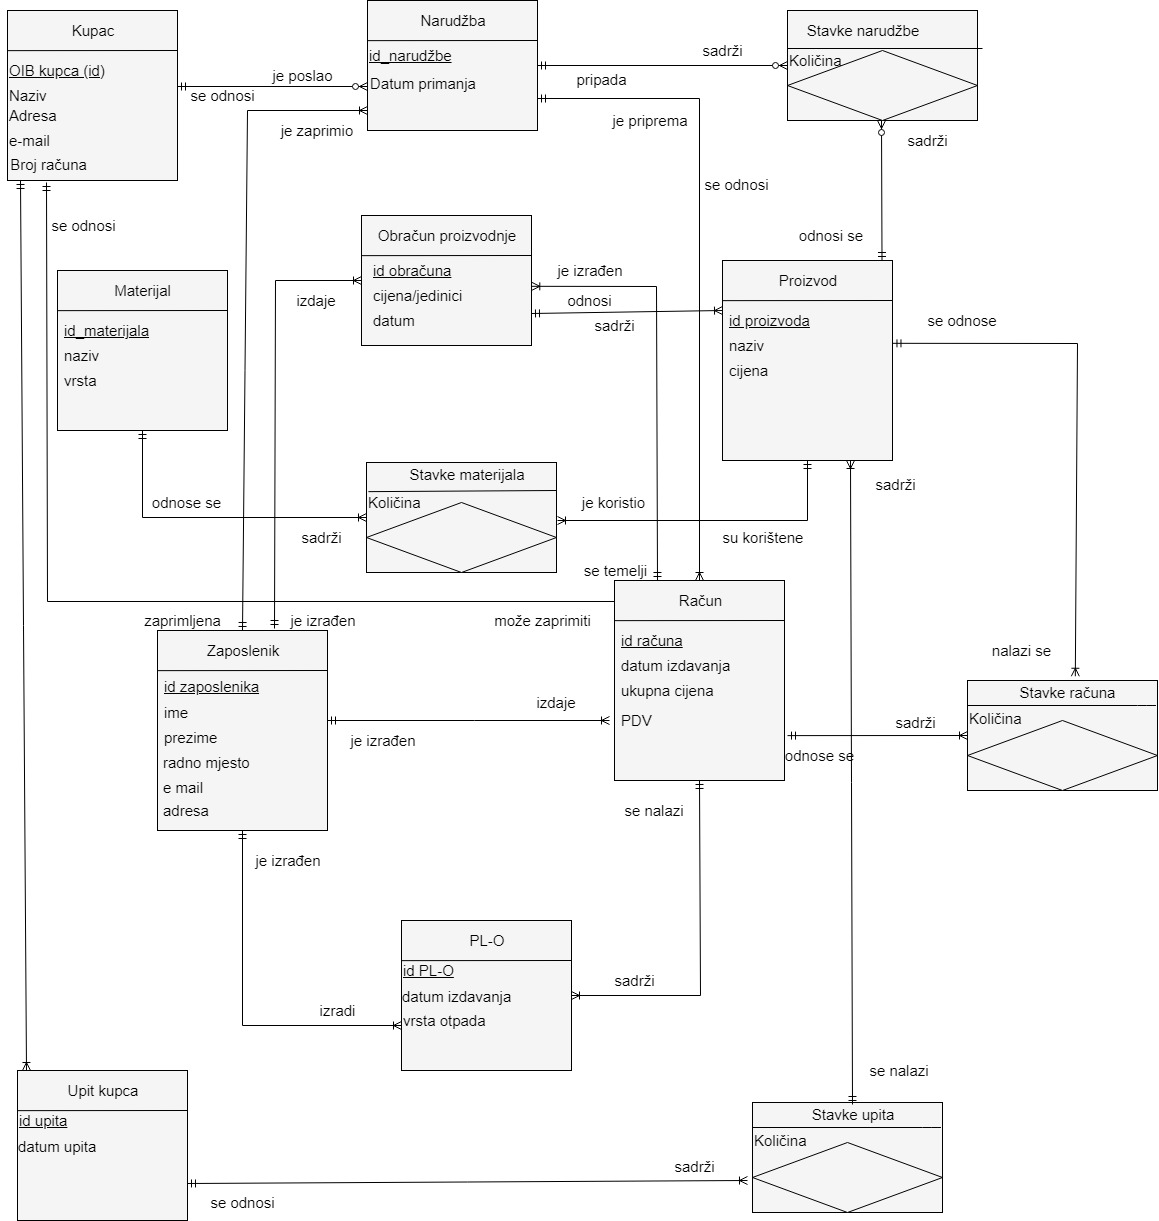 Kupac
OIB kupca (id)
Naziv
Adresa
e-mail
Broj računa
je poslao
se odnosi
je zaprimio
Narudžba
id_narudžbe
Datum primanja
sadrži
pripada
je priprema
se odnosi
Stavke narudžbe
Količina
sadrži
odnosi se
se odnosi
Materijal
id_materijala
naziv
vrsta
Obračun proizvodnje
id obračuna
cijena/jedinici
datum
izdaje
je izrađen
odnosi
sadrži
Proizvod
id proizvoda
naziv
cijena
se odnose
sadrži
odnose se
sadrži
Stavke materijala
Količina
je koristio
su korištene
se temelji
zaprimljena
je izrađen
može zaprimiti
Zaposlenik
id zaposlenika
ime
prezime
radno mjesto
e mail
adresa
izdaje
je izrađen
Račun
id računa
datum izdavanja
ukupna cijena
PDV
nalazi se
Stavke računa
Količina
sadrži
odnose se
se nalazi
je izrađen
PL-O
id PL-O
datum izdavanja
vrsta otpada
izradi
sadrži
Upit kupca
id upita
datum upita
se odnosi
sadrži
se nalazi
Stavke upita
Količina